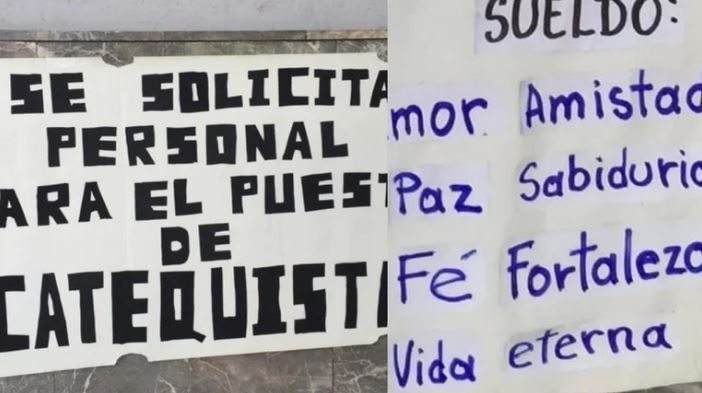 SE SOLICITA
PERSONAL
ARA EL PUEST
DE
CATEQUISTA
SUELDO:
mor Amistad
Paz Sabiduria
Fé Fortaleza
Vida eterna